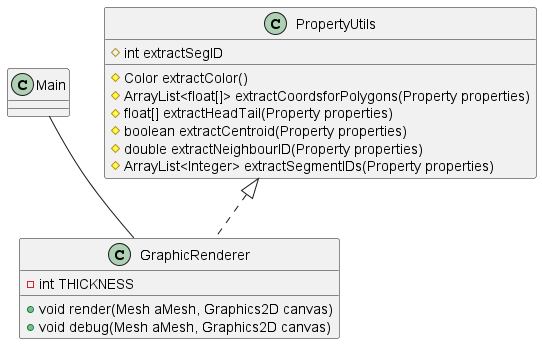 C PropertyUtils
int extractSegID
Color extractColor()
ArrayList<float[]> extractCoordsforPolygons(Property properties)
float[] extractHeadTail(Property properties)
boolean extractCentroid(Property properties)
double extractNeighbourID(Property properties)
ArrayList<Integer> extractSegmentIDs(Property properties)
C Main
C GraphicRenderer
int THICKNESS
void render(Mesh aMesh, Graphics2D canvas)
void debug(Mesh aMesh, Graphics2D canvas)